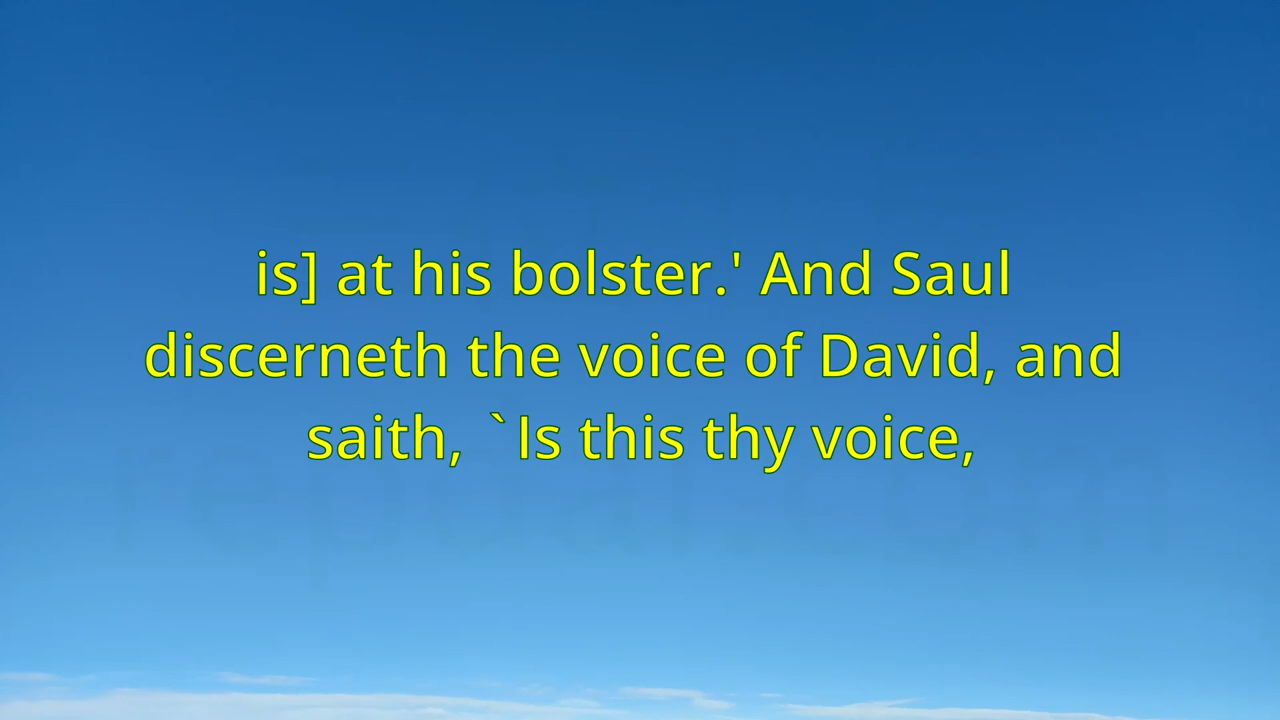 is] at his bolster.' And Saul
discerneth the voice of David, and
saith, `Is this thy voice,